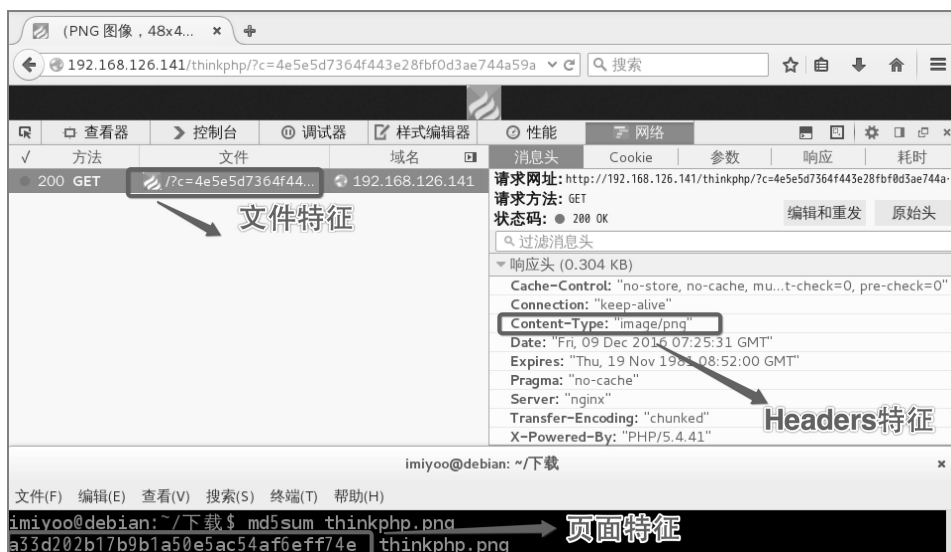 (PNG 图像，48x4...
192.168.126.141/thinkphp/?c=4e5e5d7364f443e28fbf0d3ae744a59a 搜索
查看器 控制台 调试器 样式编辑器 性能 网络
方法 文件 域名 消息头 Cookie 参数 响应 耗时
200 GET /?c=4e5e5d7364f44... 192.168.126.141
文件特征
请求网址: http://192.168.126.141/thinkphp/?c=4e5e5d7364f443e28fbf0d3ae744a
请求方法: GET
状态码: 200 OK 编辑和重发 原始头
过滤消息头
响应头 (0.304 KB)
Cache-Control: "no-store, no-cache, mu...t-check=0, pre-check=0"
Connection: "keep-alive"
Content-Type: "image/png"
Date: "Fri, 09 Dec 2016 07:25:31 GMT"
Expires: "Thu, 19 Nov 1981 08:52:00 GMT"
Pragma: "no-cache"
Server: "nginx"
Transfer-Encoding: "chunked"
X-Powered-By: "PHP/5.4.41"
Headers特征
imiyoo@debian: ~/下载
文件(F) 编辑(E) 查看(V) 搜索(S) 终端(T) 帮助(H)
imiyoo@debian:~/下载$ md5sum thinkphp.png
a33d202b17b9b1a50e5ac54af6eff74e thinkphp.png
页面特征